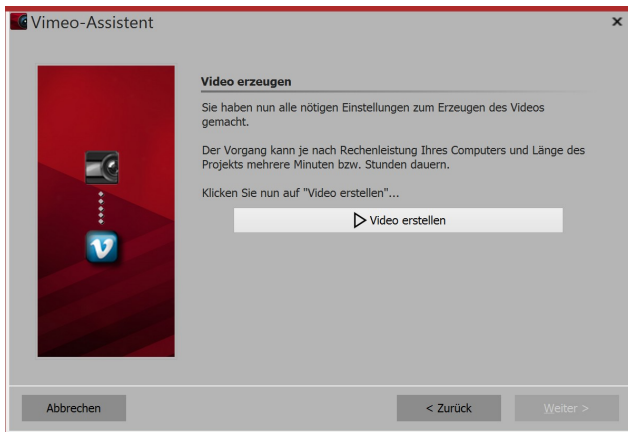 Vimeo-Assistent
Video erzeugen
Sie haben nun alle nötigen Einstellungen zum Erzeugen des Videos
gemacht.
Der Vorgang kann je nach Rechenleistung Ihres Computers und Länge des
Projekts mehrere Minuten bzw. Stunden dauern.
Klicken Sie nun auf "Video erstellen"...
Video erstellen
Abbrechen
< Zurück
Weiter >